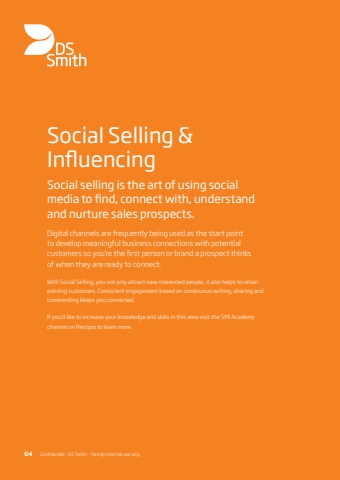 DS
Smith
Social Selling &
Influencing
Social selling is the art of using social
media to find, connect with, understand
and nurture sales prospects.
Digital channels are frequently being used as the start point
to develop meaningful business connections with potential
customers so you're the first person or brand a prospect thinks
of when they are ready to connect.
With Social Selling, you not only attract new interested people, it also helps to retain
existing customers. Consistent engagement based on continuous writing, sharing and
commenting keeps you connected.
If you'd like to increase your knowledge and skills in this area visit the SMI Academy
channel on Percipio to learn more.
64 Confidential – DS Smith – Strictly internal use only